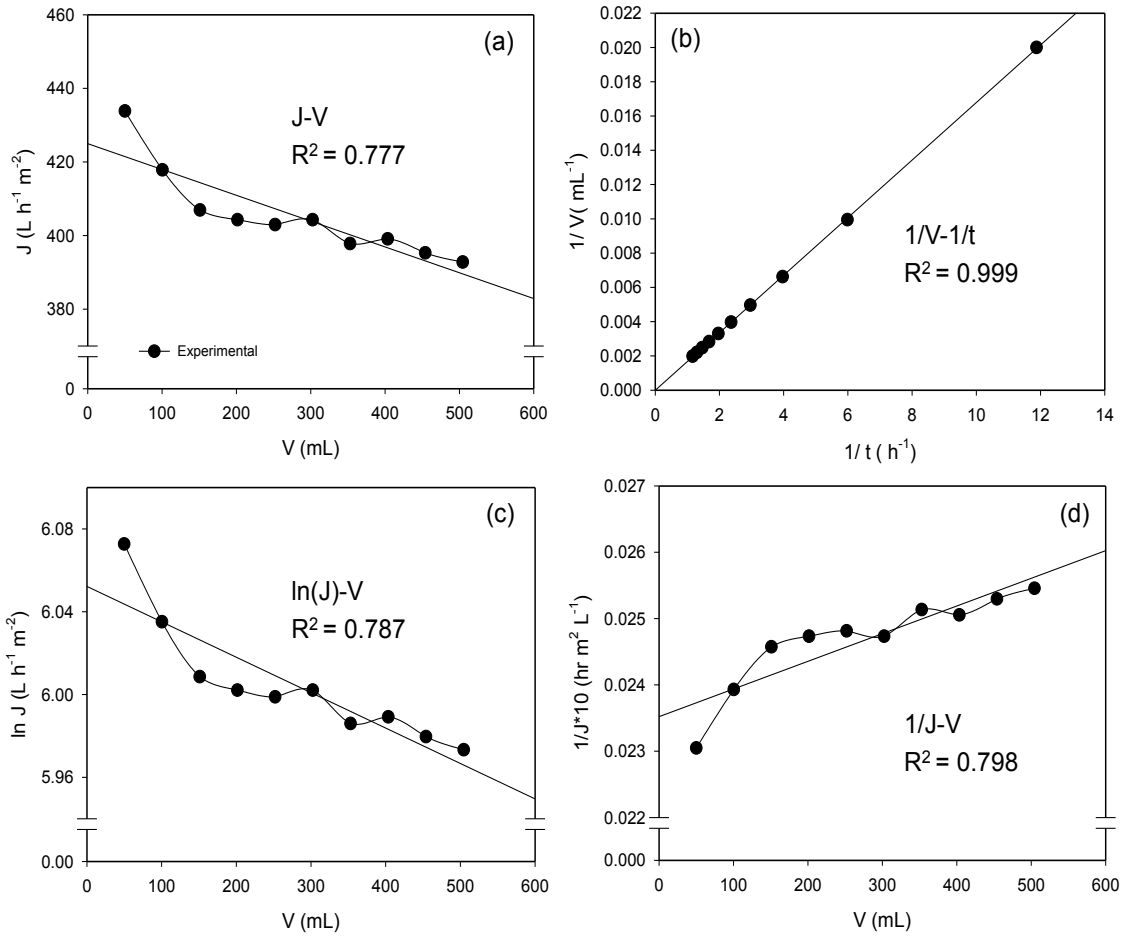 (a)
460
440
420
400
380
0
J (L h⁻¹ m⁻²)
J-V
R² = 0.777
Experimental
0 100 200 300 400 500 600
V (mL)
(b)
0.022
0.020
0.018
0.016
0.014
0.012
0.010
0.008
0.006
0.004
0.002
0.000
1/ V( mL⁻¹)
1/V-1/t
R² = 0.999
0 2 4 6 8 10 12 14
1/ t ( h⁻¹)
(c)
6.08
6.04
6.00
5.96
0.00
ln J (L h⁻¹ m⁻²)
ln(J)-V
R² = 0.787
0 100 200 300 400 500 600
V (mL)
(d)
0.027
0.026
0.025
0.024
0.023
0.022
0.000
1/J*10 (hr m² L⁻¹)
1/J-V
R² = 0.798
0 100 200 300 400 500 600
V (mL)